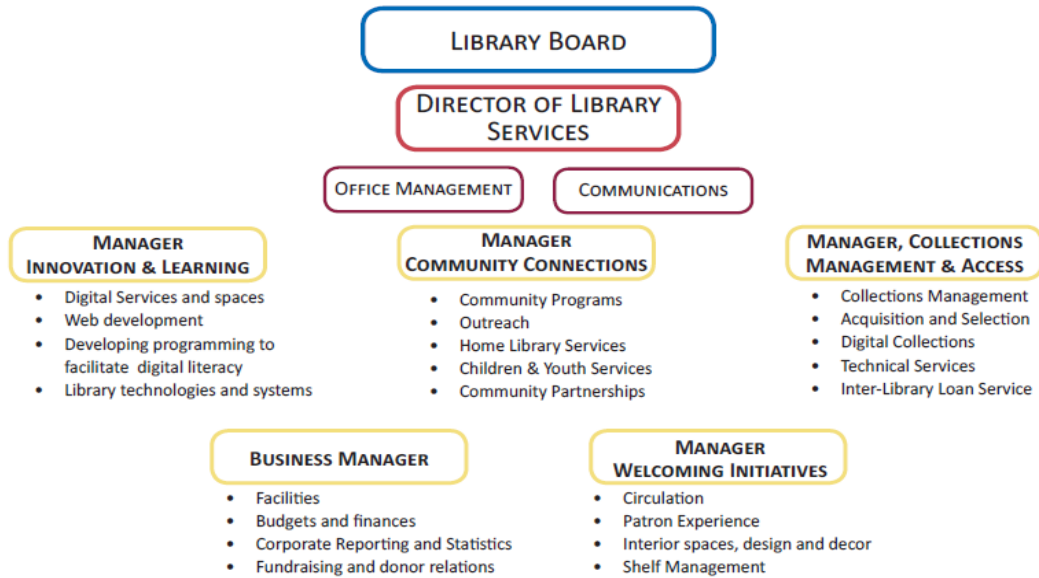 LIBRARY BOARD
DIRECTOR OF LIBRARY
SERVICES
OFFICE MANAGEMENT
COMMUNICATIONS
MANAGER
INNOVATION & LEARNING
• Digital Services and spaces
• Web development
• Developing programming to
facilitate digital literacy
• Library technologies and systems
MANAGER
COMMUNITY CONNECTIONS
• Community Programs
• Outreach
• Home Library Services
• Children & Youth Services
• Community Partnerships
MANAGER, COLLECTIONS
MANAGEMENT & ACCESS
• Collections Management
• Acquisition and Selection
• Digital Collections
• Technical Services
• Inter-Library Loan Service
BUSINESS MANAGER
• Facilities
• Budgets and finances
• Corporate Reporting and Statistics
• Fundraising and donor relations
MANAGER
WELCOMING INITIATIVES
• Circulation
• Patron Experience
• Interior spaces, design and decor
• Shelf Management